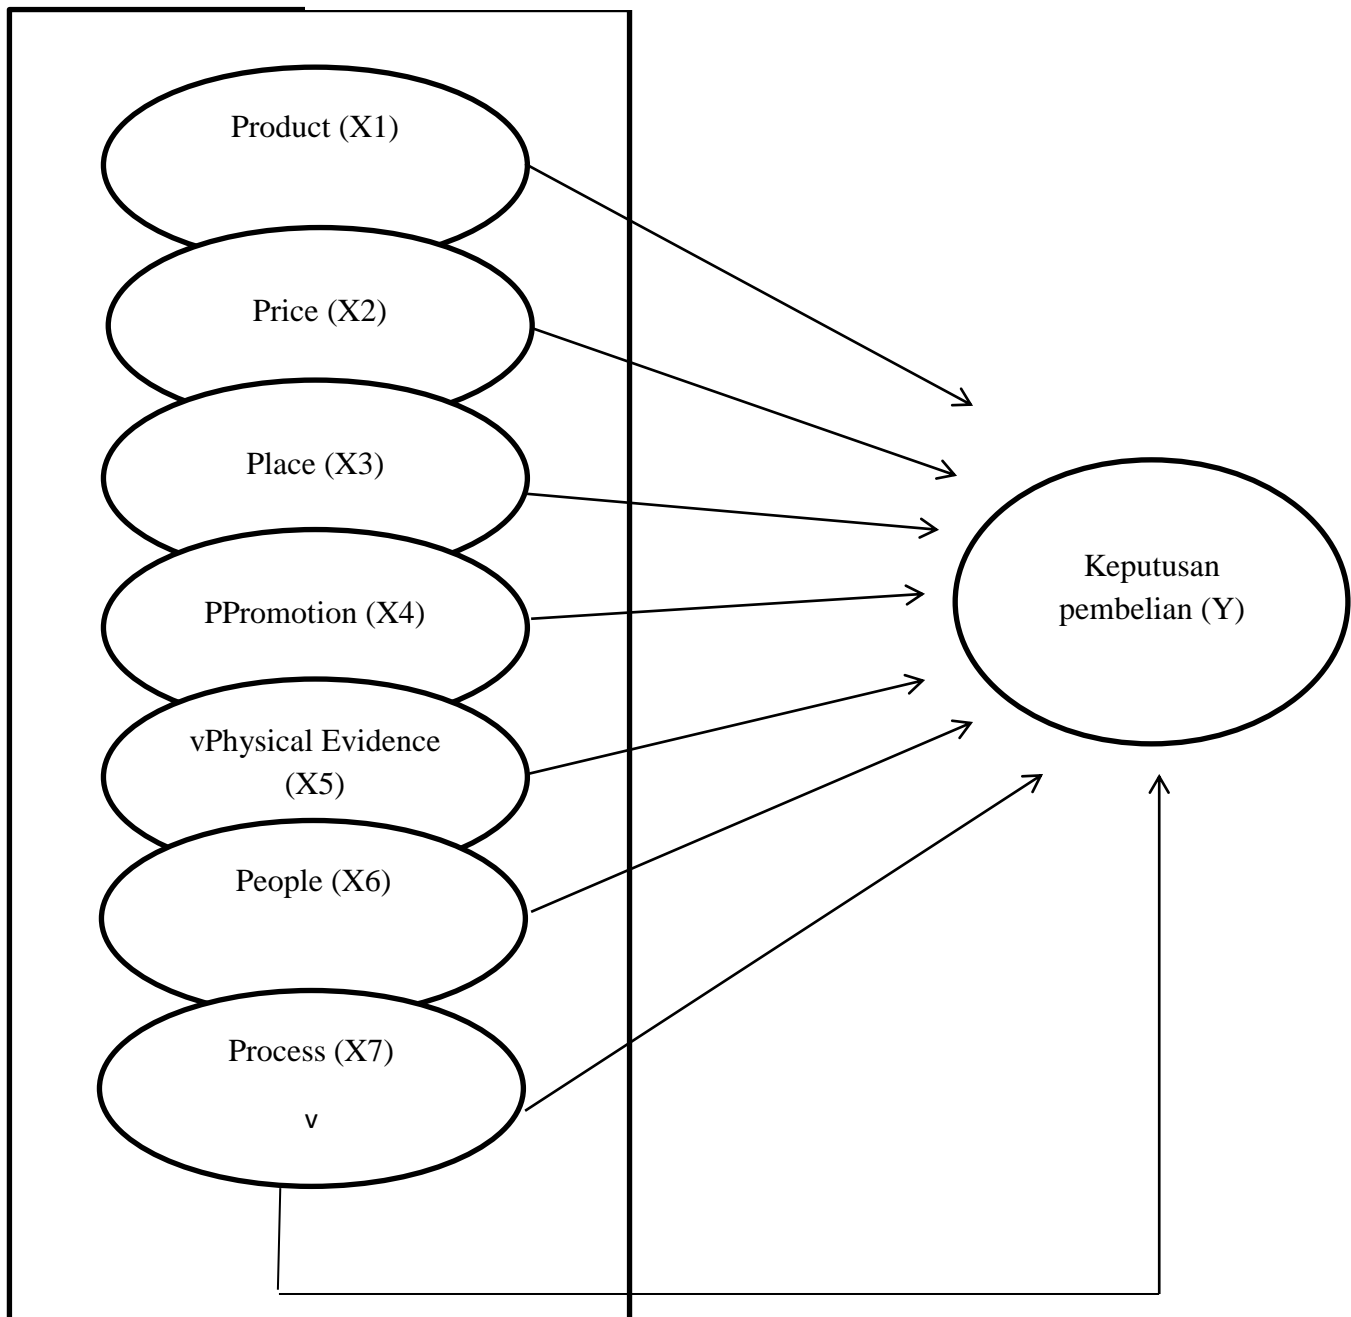 Product (X1)
Price (X2)
Place (X3)
PPromotion (X4)
vPhysical Evidence
(X5)
People (X6)
Process (X7)
v
Keputusan
pembelian (Y)